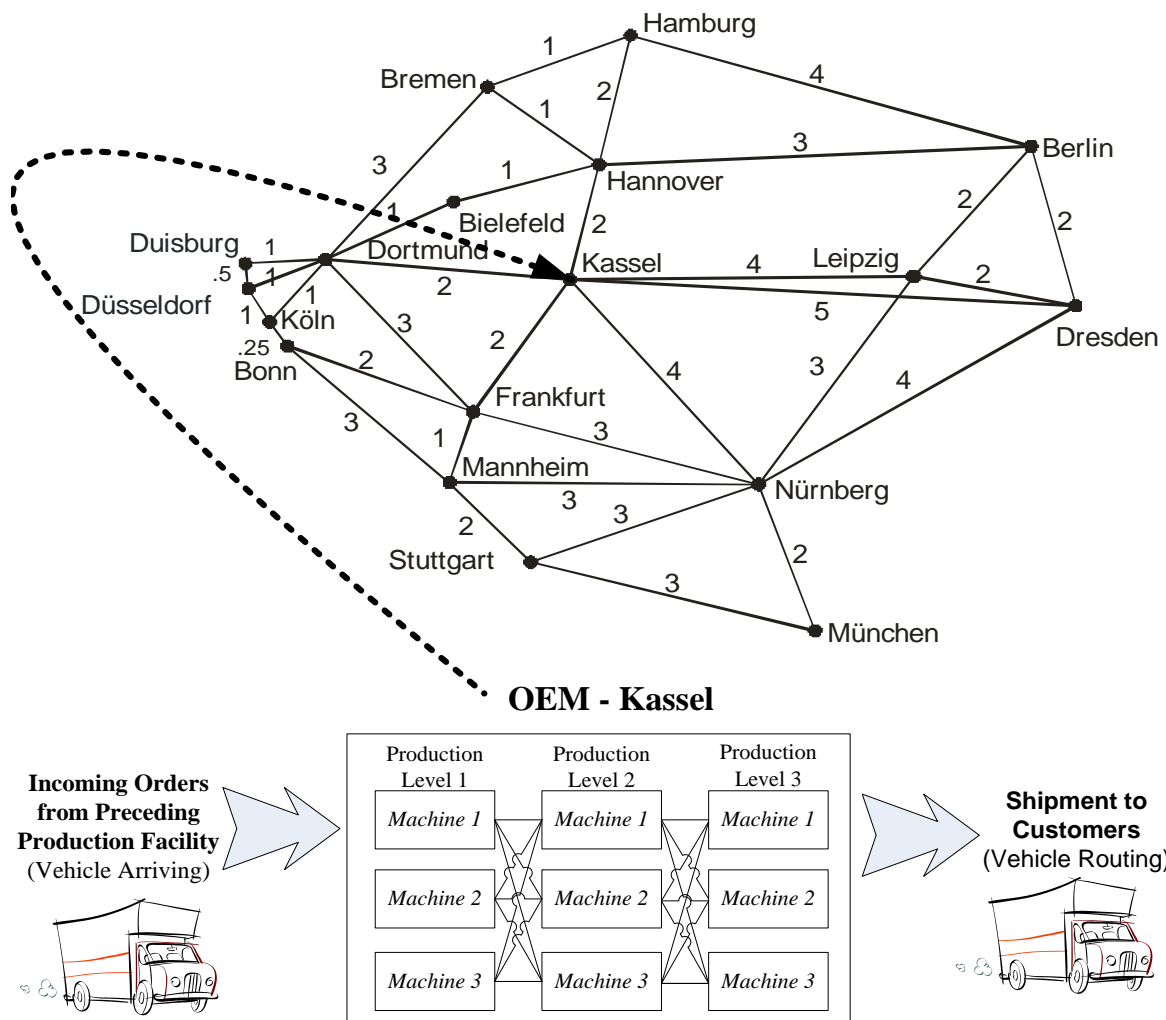 Hamburg
1
Bremen
4
2
1
Berlin
3
3
Hannover
1
Bielefeld
1
2
2
2
Duisburg
1
Dortmund
Kassel
4
Leipzig
.5
1
2
2
5
Düsseldorf
1
Köln
1
3
Dresden
.25
2
Bonn
2
3
4
4
Frankfurt
3
1
3
Mannheim
Nürnberg
3
3
2
2
Stuttgart
3
München
OEM - Kassel
Incoming Orders
from Preceding
Production Facility
(Vehicle Arriving)
Production
Level 1
Production
Level 2
Production
Level 3
Machine 1
Machine 1
Machine 1
Machine 2
Machine 2
Machine 2
Machine 3
Machine 3
Machine 3
Shipment to
Customers
(Vehicle Routing)